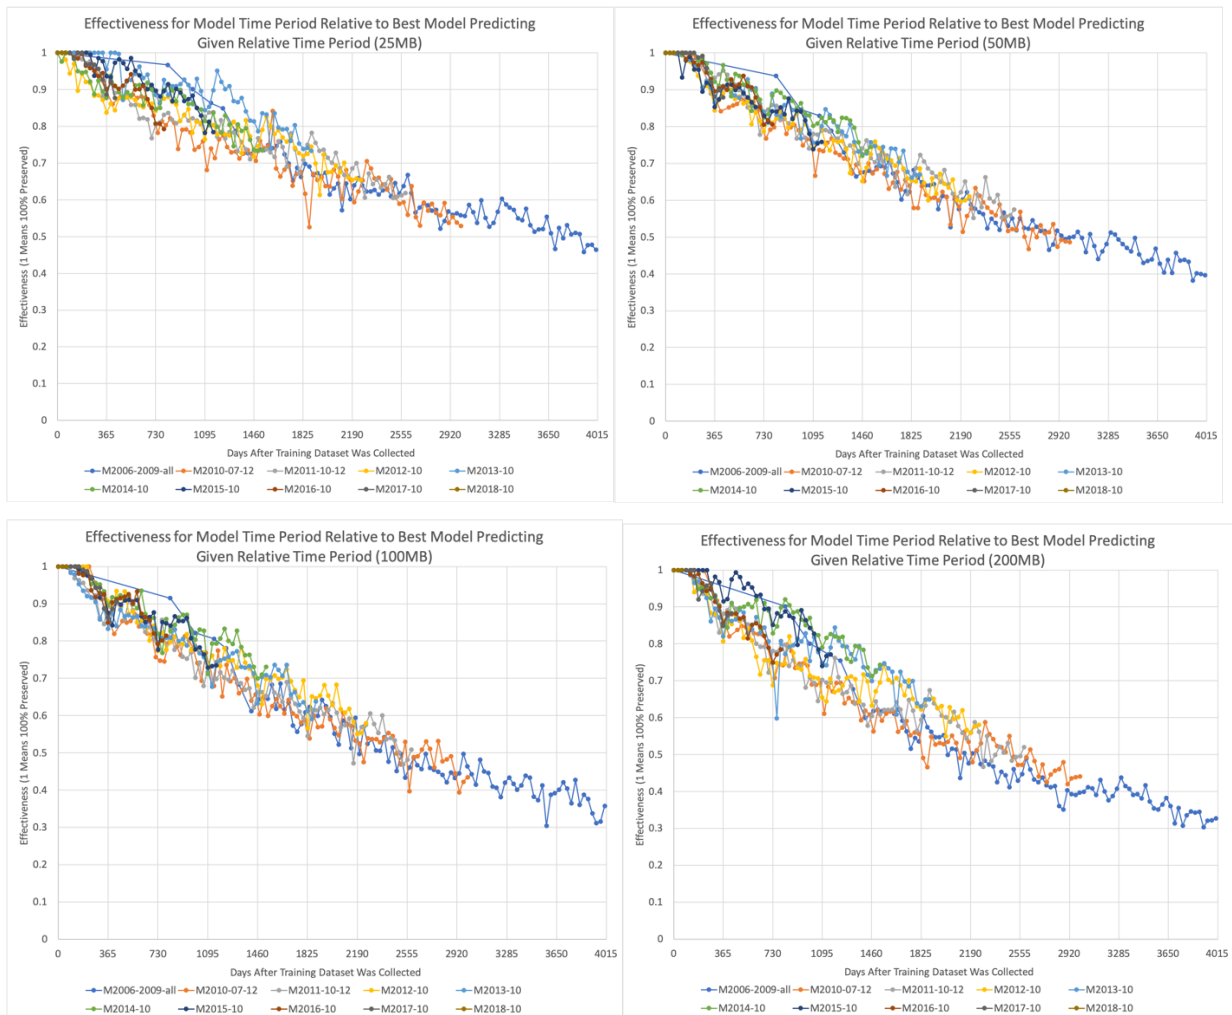 Effectiveness for Model Time Period Relative to Best Model Predicting
Given Relative Time Period (25MB)
Effectiveness (1 Means 100% Preserved)
1
0.9
0.8
0.7
0.6
0.5
0.4
0.3
0.2
0.1
0
0 365 730 1095 1460 1825 2190 2555 2920 3285 3650 4015
Days After Training Dataset Was Collected
M2006-2009-all M2010-07-12 M2011-10-12 M2012-10 M2013-10
M2014-10 M2015-10 M2016-10 M2017-10 M2018-10
Effectiveness for Model Time Period Relative to Best Model Predicting
Given Relative Time Period (50MB)
Effectiveness (1 Means 100% Preserved)
1
0.9
0.8
0.7
0.6
0.5
0.4
0.3
0.2
0.1
0
0 365 730 1095 1460 1825 2190 2555 2920 3285 3650 4015
Days After Training Dataset Was Collected
M2006-2009-all M2010-07-12 M2011-10-12 M2012-10 M2013-10
M2014-10 M2015-10 M2016-10 M2017-10 M2018-10
Effectiveness for Model Time Period Relative to Best Model Predicting
Given Relative Time Period (100MB)
Effectiveness (1 Means 100% Preserved)
1
0.9
0.8
0.7
0.6
0.5
0.4
0.3
0.2
0.1
0
0 365 730 1095 1460 1825 2190 2555 2920 3285 3650 4015
Days After Training Dataset Was Collected
M2006-2009-all M2010-07-12 M2011-10-12 M2012-10 M2013-10
M2014-10 M2015-10 M2016-10 M2017-10 M2018-10
Effectiveness for Model Time Period Relative to Best Model Predicting
Given Relative Time Period (200MB)
Effectiveness (1 Means 100% Preserved)
1
0.9
0.8
0.7
0.6
0.5
0.4
0.3
0.2
0.1
0
0 365 730 1095 1460 1825 2190 2555 2920 3285 3650 4015
Days After Training Dataset Was Collected
M2006-2009-all M2010-07-12 M2011-10-12 M2012-10 M2013-10
M2014-10 M2015-10 M2016-10 M2017-10 M2018-10